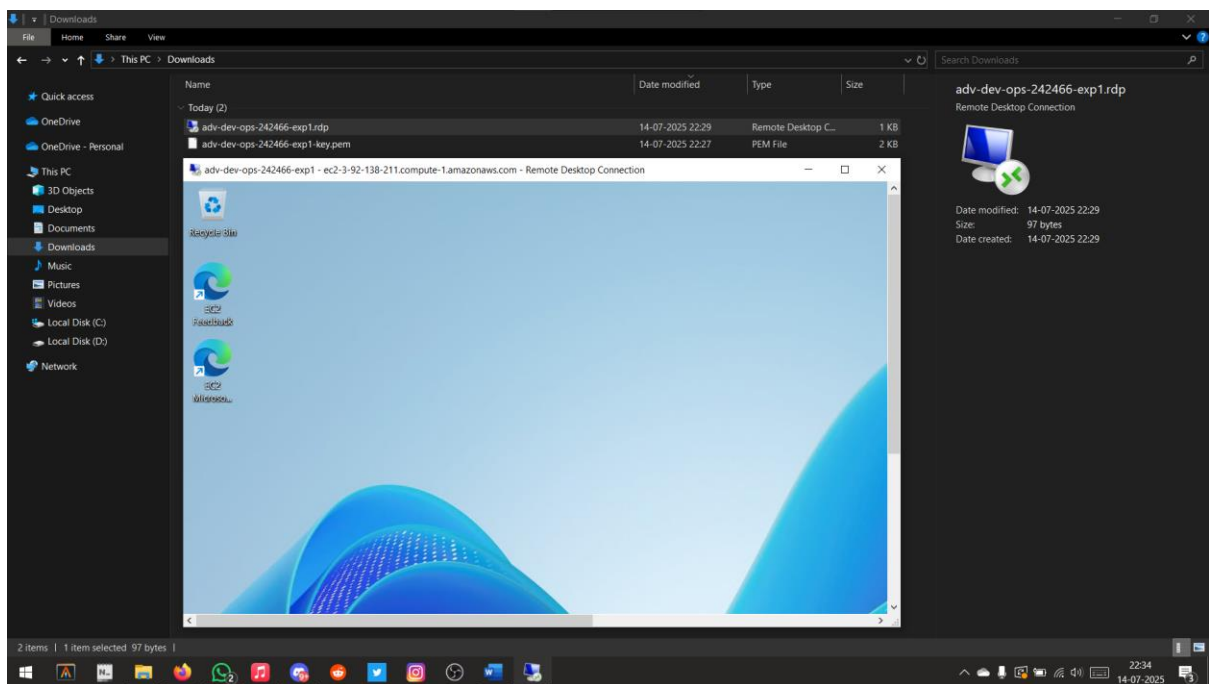 Downloads
File Home Share View
This PC > Downloads
Search Downloads
Name Date modified Type Size
Today (2)
adv-dev-ops-242466-exp1.rdp 14-07-2025 22:29 Remote Desktop C... 1 KB
adv-dev-ops-242466-exp1-key.pem 14-07-2025 22:27 PEM File 2 KB
Quick access
OneDrive
OneDrive - Personal
This PC
3D Objects
Desktop
Documents
Downloads
Music
Pictures
Videos
Local Disk (C:)
Local Disk (D:)
Network
adv-dev-ops-242466-exp1 - ec2-3-92-138-211.compute-1.amazonaws.com - Remote Desktop Connection
Recycle Bin
EC2
Feedback
EC2
Microso...
adv-dev-ops-242466-exp1.rdp
Remote Desktop Connection
Date modified: 14-07-2025 22:29
Size: 97 bytes
Date created: 14-07-2025 22:29
2 items | 1 item selected 97 bytes |
22:34
14-07-2025